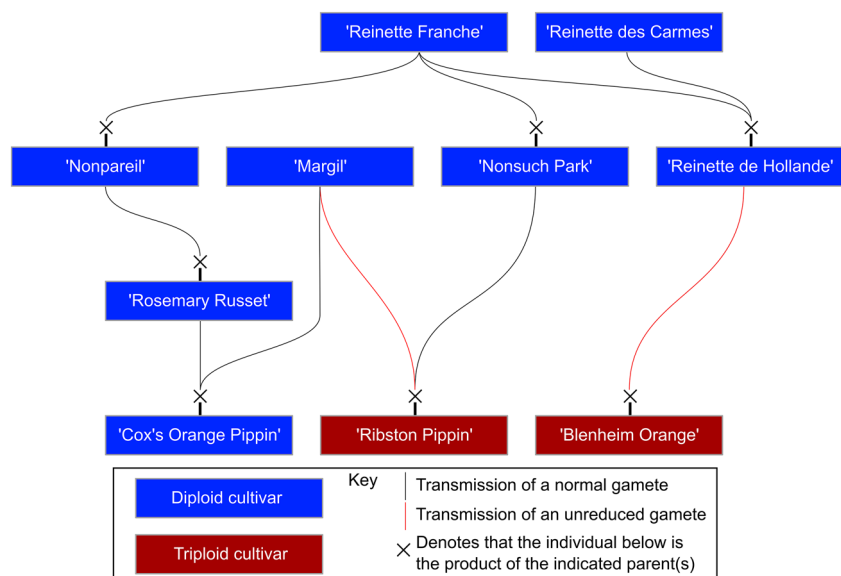 'Reinette Franche'
'Reinette des Carmes'
'Nonpareil'
'Margil'
'Nonsuch Park'
'Reinette de Hollande'
'Rosemary Russet'
'Cox's Orange Pippin'
'Ribston Pippin'
'Blenheim Orange'
Key
Diploid cultivar
Triploid cultivar
Transmission of a normal gamete
Transmission of an unreduced gamete
Denotes that the individual below is
the product of the indicated parent(s)